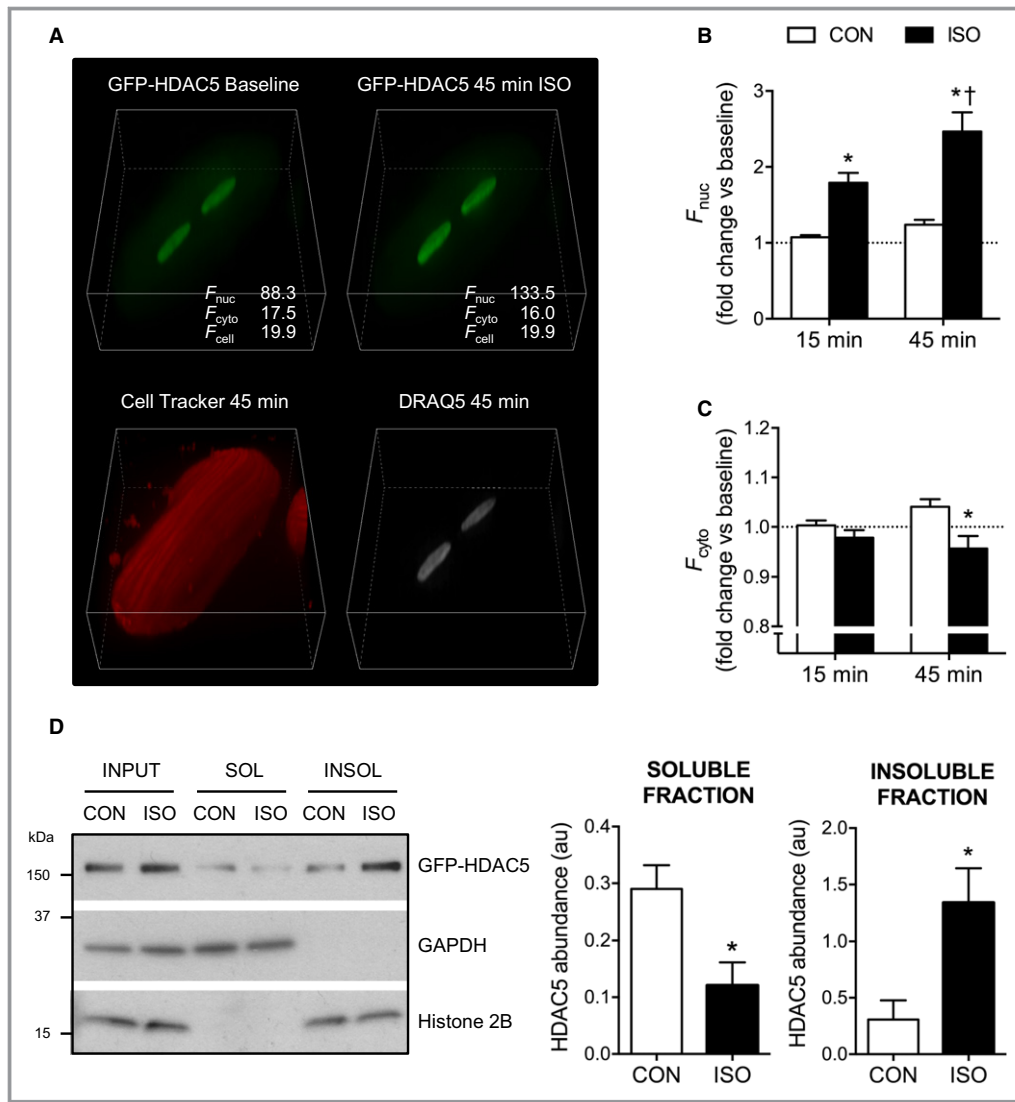 A
GFP-HDAC5 Baseline
GFP-HDAC5 45 min ISO
Fnuc 88.3
Fcyto 17.5
Fcell 19.9
Fnuc 133.5
Fcyto 16.0
Fcell 19.9
Cell Tracker 45 min
DRAQ5 45 min
B
CON ISO
Fnuc
(fold change vs baseline)
3
2
1
0
*
*†
15 min 45 min
C
Fcyto
(fold change vs baseline)
1.2
1.1
1.0
0.9
0.8
*
15 min 45 min
D
INPUT SOL INSOL
CON ISO CON ISO CON ISO
kDa
150
37
15
GFP-HDAC5
GAPDH
Histone 2B
SOLUBLE
FRACTION
HDAC5 abundance (au)
0.4
0.3
0.2
0.1
0.0
*
CON ISO
INSOLUBLE
FRACTION
HDAC5 abundance (au)
2.0
1.5
1.0
0.5
0.0
*
CON ISO